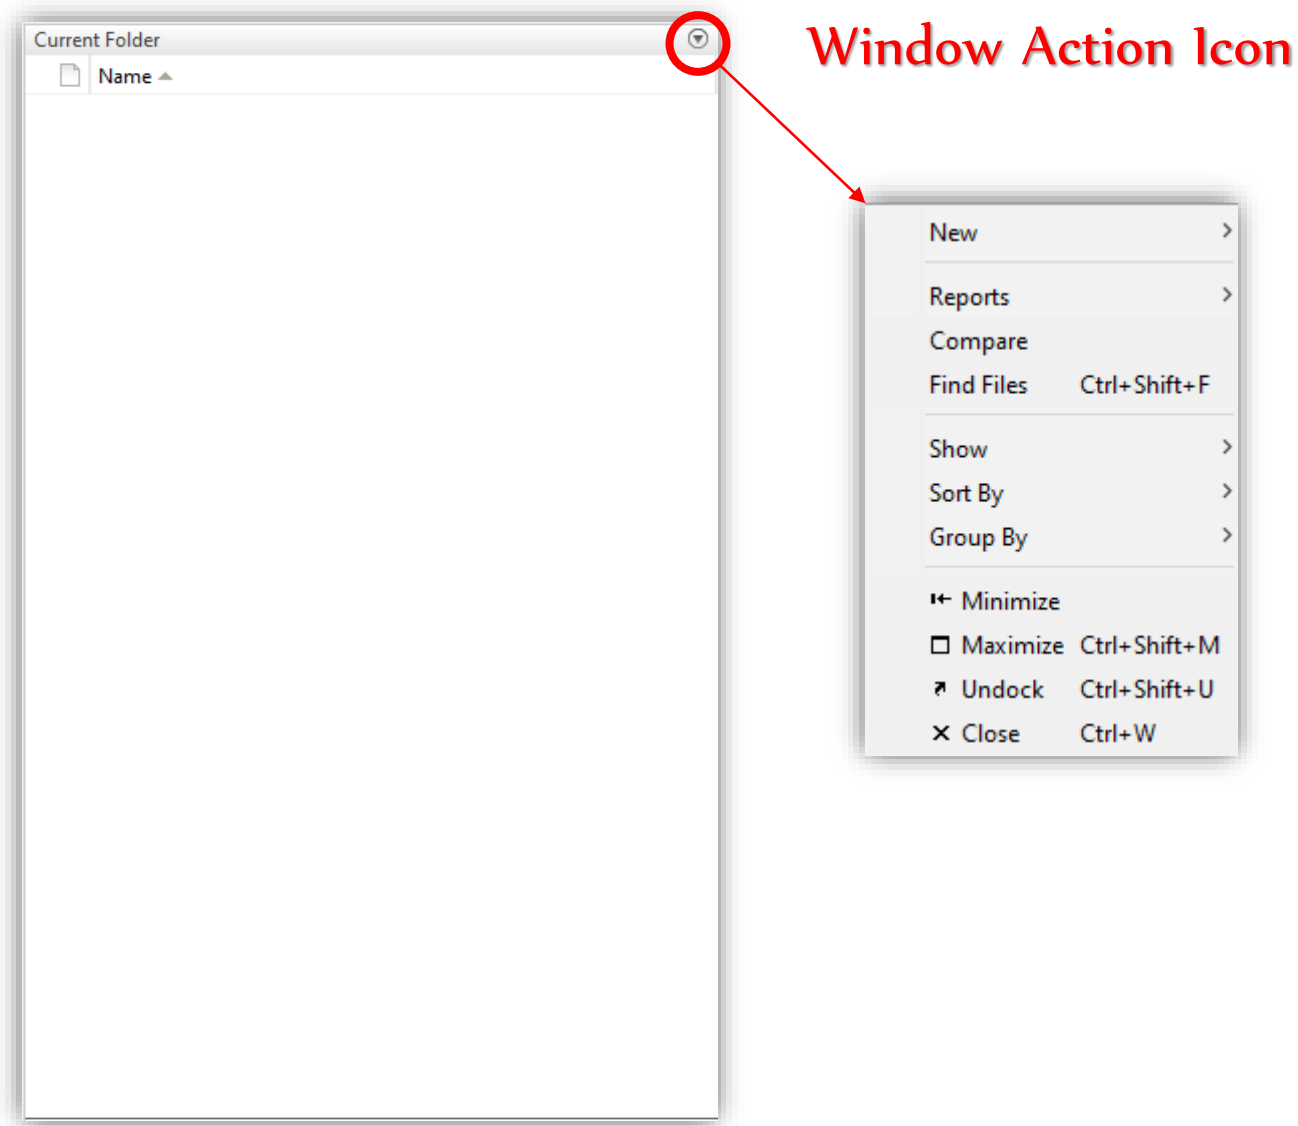 Current Folder
Window Action Icon
Name
New
Reports
Compare
Find Files Ctrl+Shift+F
Show
Sort By
Group By
Minimize
Maximize Ctrl+Shift+M
Undock Ctrl+Shift+U
Close Ctrl+W